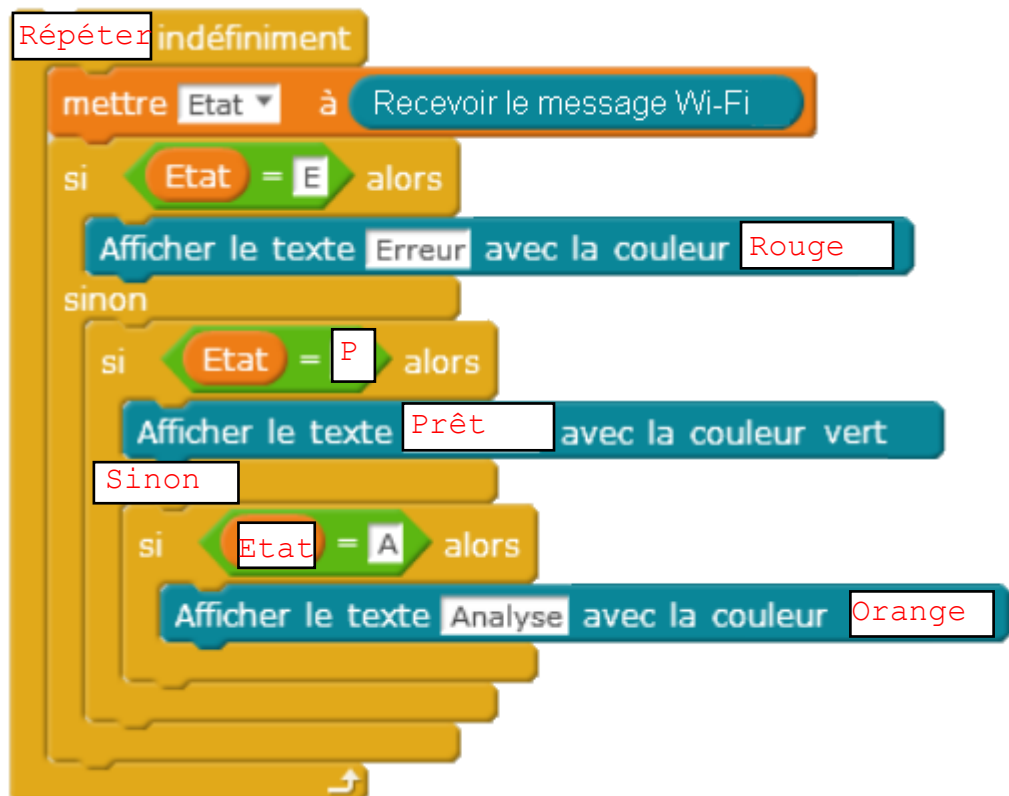 Répéter indéfiniment
mettre Etat à Recevoir le message Wi-Fi
si Etat = E alors
Afficher le texte Erreur avec la couleur Rouge
sinon
si Etat = P alors
Afficher le texte Prêt avec la couleur vert
Sinon
si Etat = A alors
Afficher le texte Analyse avec la couleur Orange